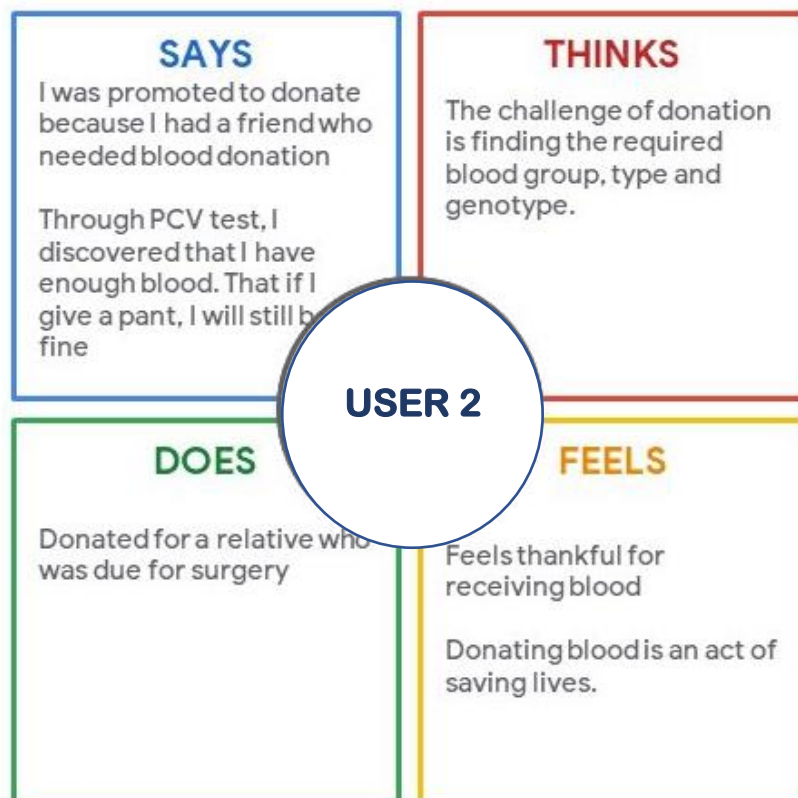 SAYS
I was promoted to donate
because I had a friend who
needed blood donation
Through PCV test, I
discovered that I have
enough blood. That if I
give a pant, I will still b
fine
THINKS
The challenge of donation
is finding the required
blood group, type and
genotype.
USER 2
DOES
Donated for a relative who
was due for surgery
FEELS
Feels thankful for
receiving blood
Donating blood is an act of
saving lives.